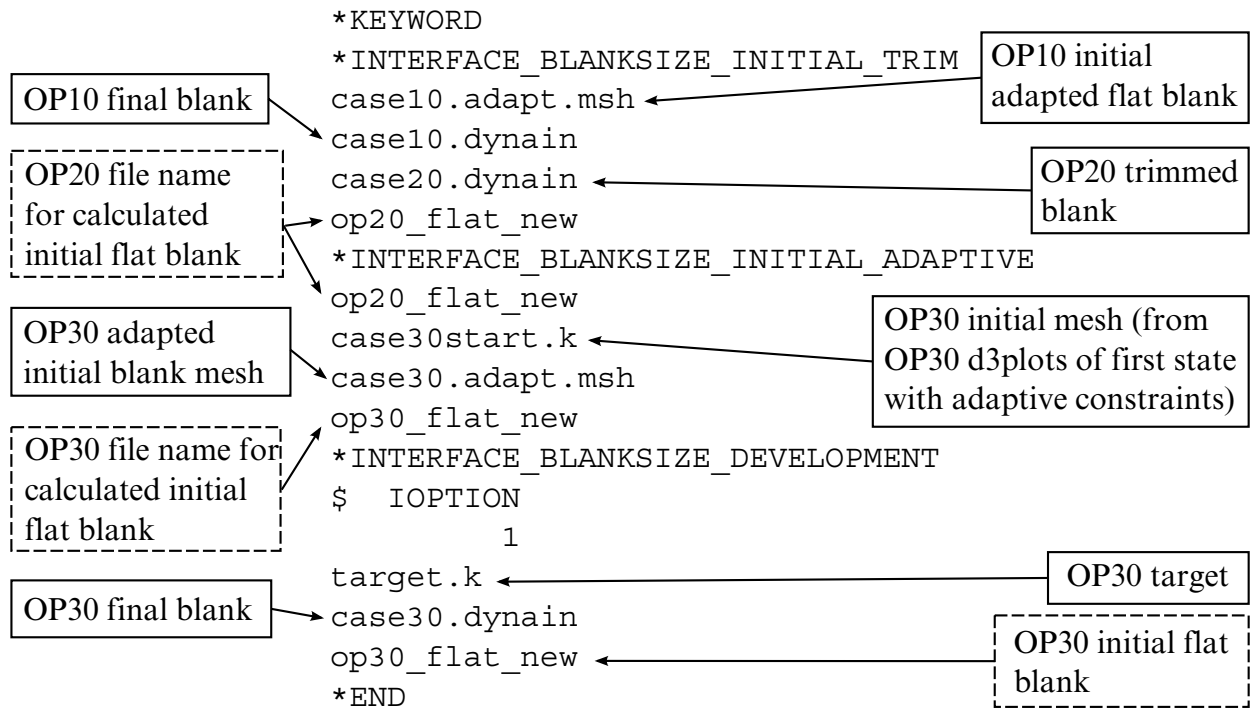 *KEYWORD
*INTERFACE_BLANKSIZE_INITIAL_TRIM
OP10 initial
adapted flat blank
case10.adapt.msh
OP10 final blank
case10.dynain
OP20 file name
for calculated
initial flat blank
case20.dynain
OP20 trimmed
blank
op20_flat_new
*INTERFACE_BLANKSIZE_INITIAL_ADAPTIVE
op20_flat_new
OP30 adapted
initial blank mesh
case30start.k
OP30 initial mesh (from
OP30 d3plots of first state
with adaptive constraints)
case30.adapt.msh
op30_flat_new
OP30 file name for
calculated initial
flat blank
*INTERFACE_BLANKSIZE_DEVELOPMENT
$ IOPTION
1
target.k
OP30 target
OP30 final blank
case30.dynain
op30_flat_new
OP30 initial flat
blank
*END